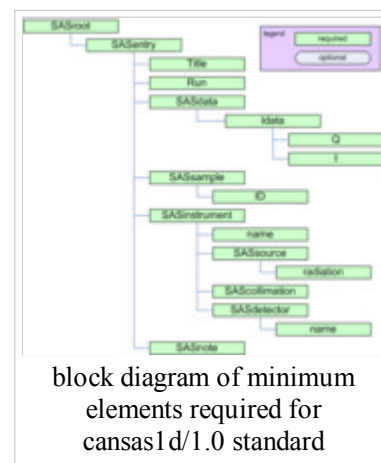 SASroot
legend
required
SASentry
optional
Title
Run
SASdata
Idata
Q
I
SASsample
ID
SASinstrument
name
SASsource
radiation
SAScollimation
SASdetector
name
SASnote
block diagram of minimum
elements required for
cansas1d/1.0 standard